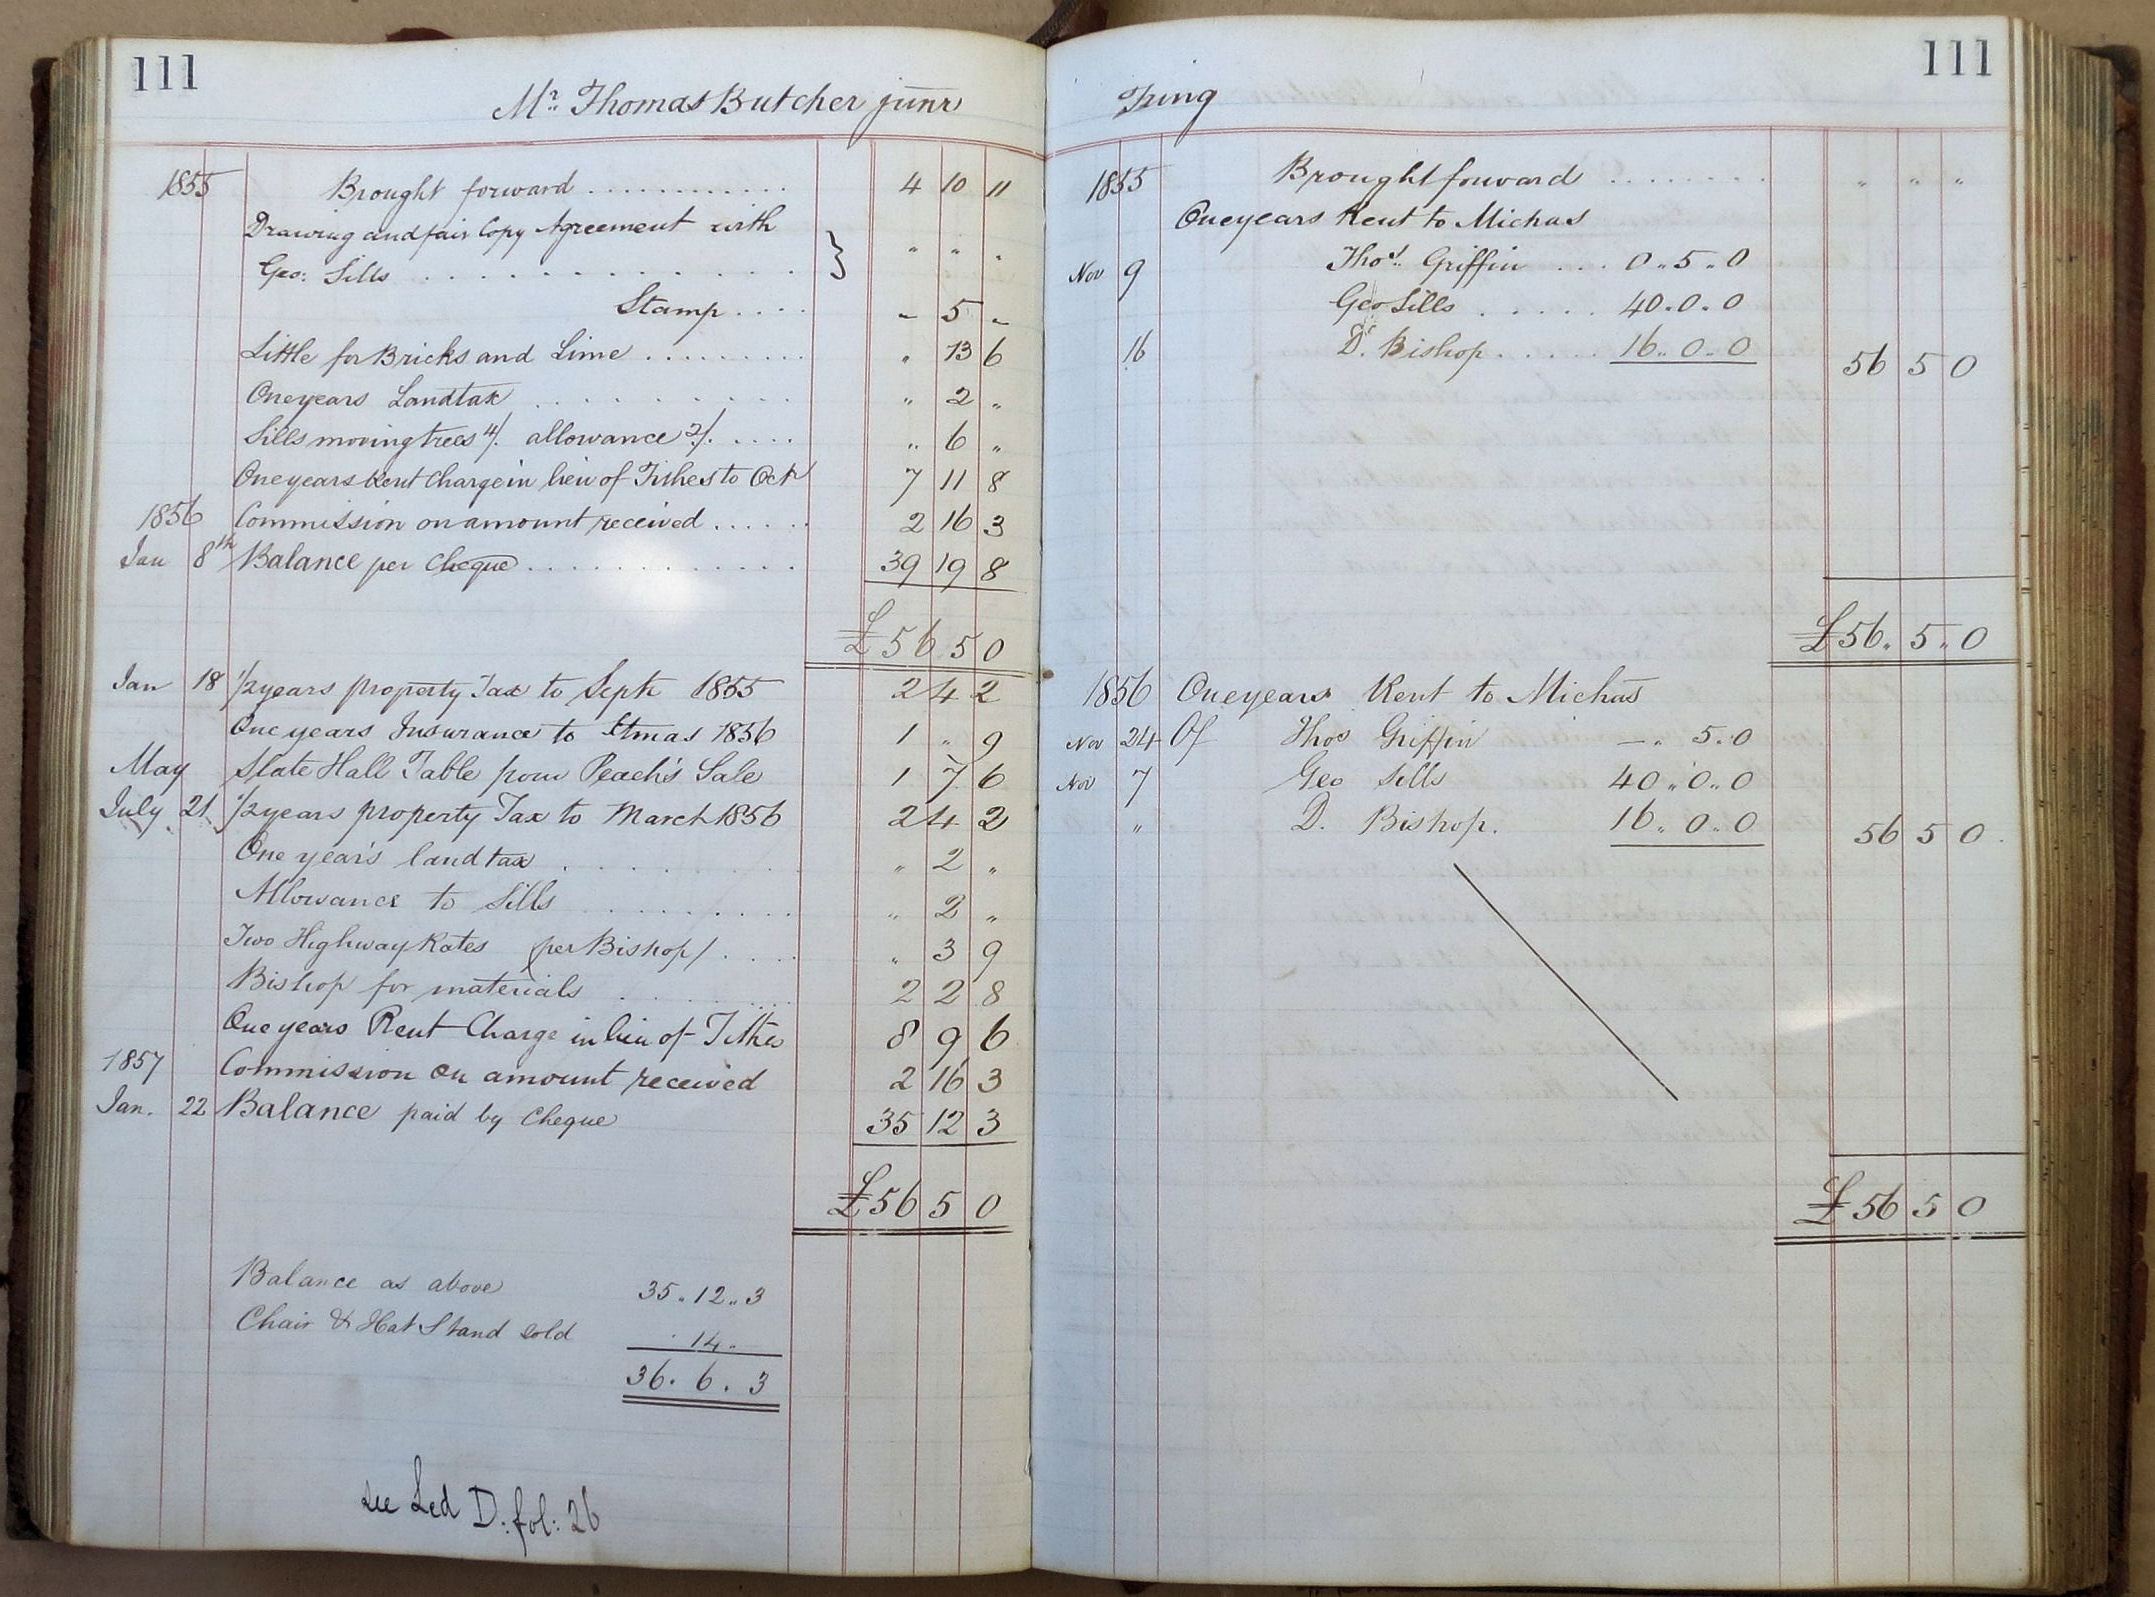 111
Mr. Thomas Butcher junr
1855 Brought forward ............ 4 10 11
Drawing and fair Copy Agreement with
Geo: Sills .............. } " " "
Stamp .... " 5 "
Little for Bricks and Lime ......... " 13 6
One years Landtax .......... " 2 "
Sills moving trees 4/. allowance 2/. .... " 6 "
One years Rent Charge in lieu of Tithes to Oct 7 11 8
1856 Commission on amount received ...... 2 16 3
Jan 8th Balance per Cheque ............. 39 19 8
£56 5 0
Jan 18 1/2 years property Tax to Septr 1855 2 4 2
One years Insurance to Xmas 1856 1 " 9
May Slate Hall Table from Peach's Sale 1 7 6
July 21 1/2 years property Tax to March 1856 2 4 2
One year's land tax ....... " 2 "
Allowance to Sills ......... " 2 "
Two Highway Rates (per Bishop) .... " 3 9
Bishop for materials ....... 2 2 8
One years Rent Charge in lieu of Tithes 8 9 6
1857 Commission on amount received 2 16 3
Jan. 22 Balance paid by Cheque 35 12 3
£56 5 0
Balance as above 35 " 12 " 3
Chair & Hat Stand sold . 14 "
36 . 6 . 3
see Led D: fol: 26
111
Tring
1855 Brought forward ........ " " "
One years Rent to Michas
Nov 9 Thos. Griffin ... 0 " 5 " 0
Geo Sills ..... 40 . 0 . 0
16 D. Bishop ..... 16 " 0 " 0 56 5 0
£56 " 5 " 0
1856 One years Rent to Michas
Nov 24 Of Thos Griffin — " 5 " 0
Nov 7 Geo Sills 40 " 0 " 0
" D. Bishop. 16 " 0 " 0 56 5 0
£56 5 0